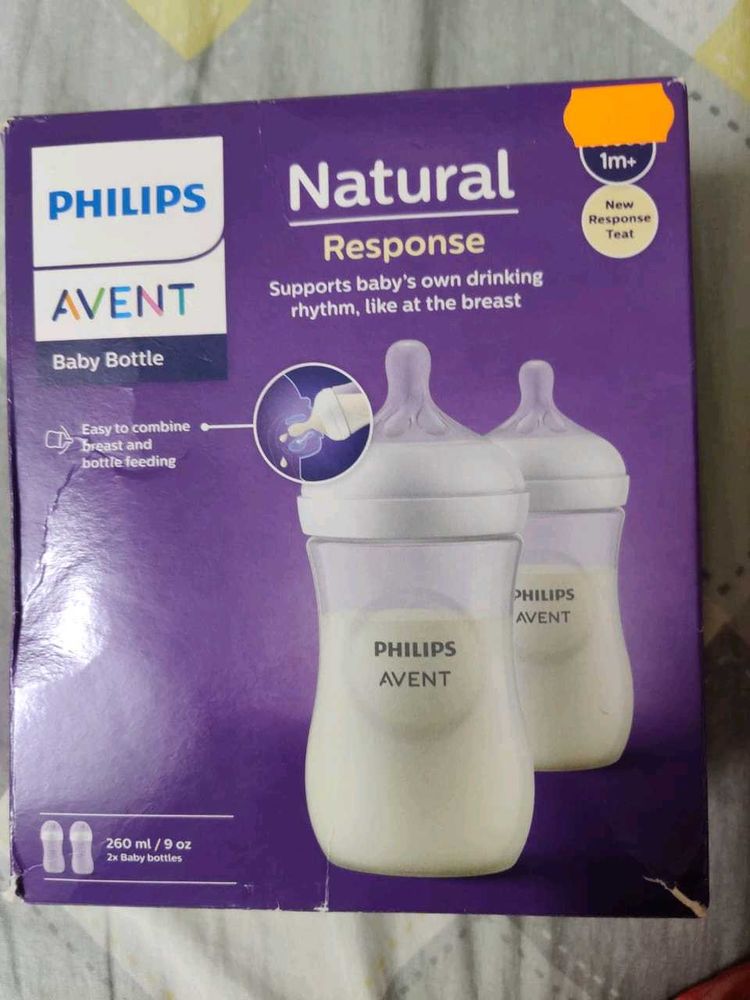 PHILIPS
AVENT
Baby Bottle
Natural
Response
Supports baby's own drinking
rhythm, like at the breast
1m+
New
Response
Teat
Easy to combine
breast and
bottle feeding
PHILIPS
AVENT
PHILIPS
AVENT
260 ml / 9 oz
2x Baby bottles